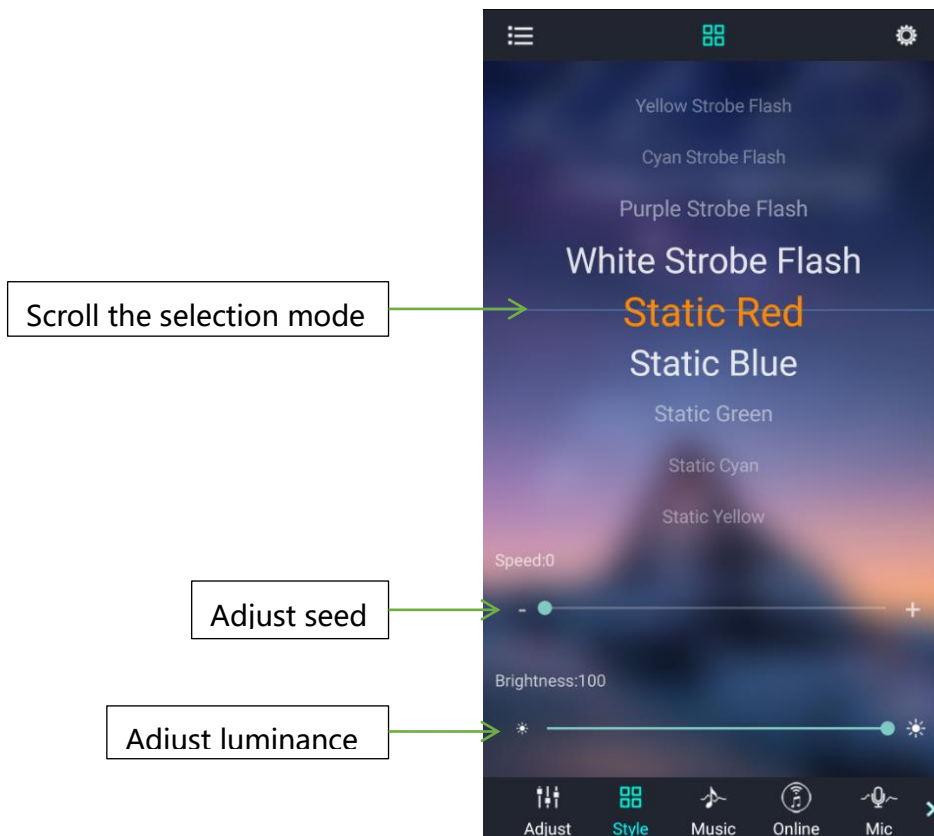 Yellow Strobe Flash
Cyan Strobe Flash
Purple Strobe Flash
White Strobe Flash
Scroll the selection mode
Static Red
Static Blue
Static Green
Static Cyan
Static Yellow
Speed:0
Adjust seed
- +
Brightness:100
Adjust luminance
Adjust Style Music Online Mic